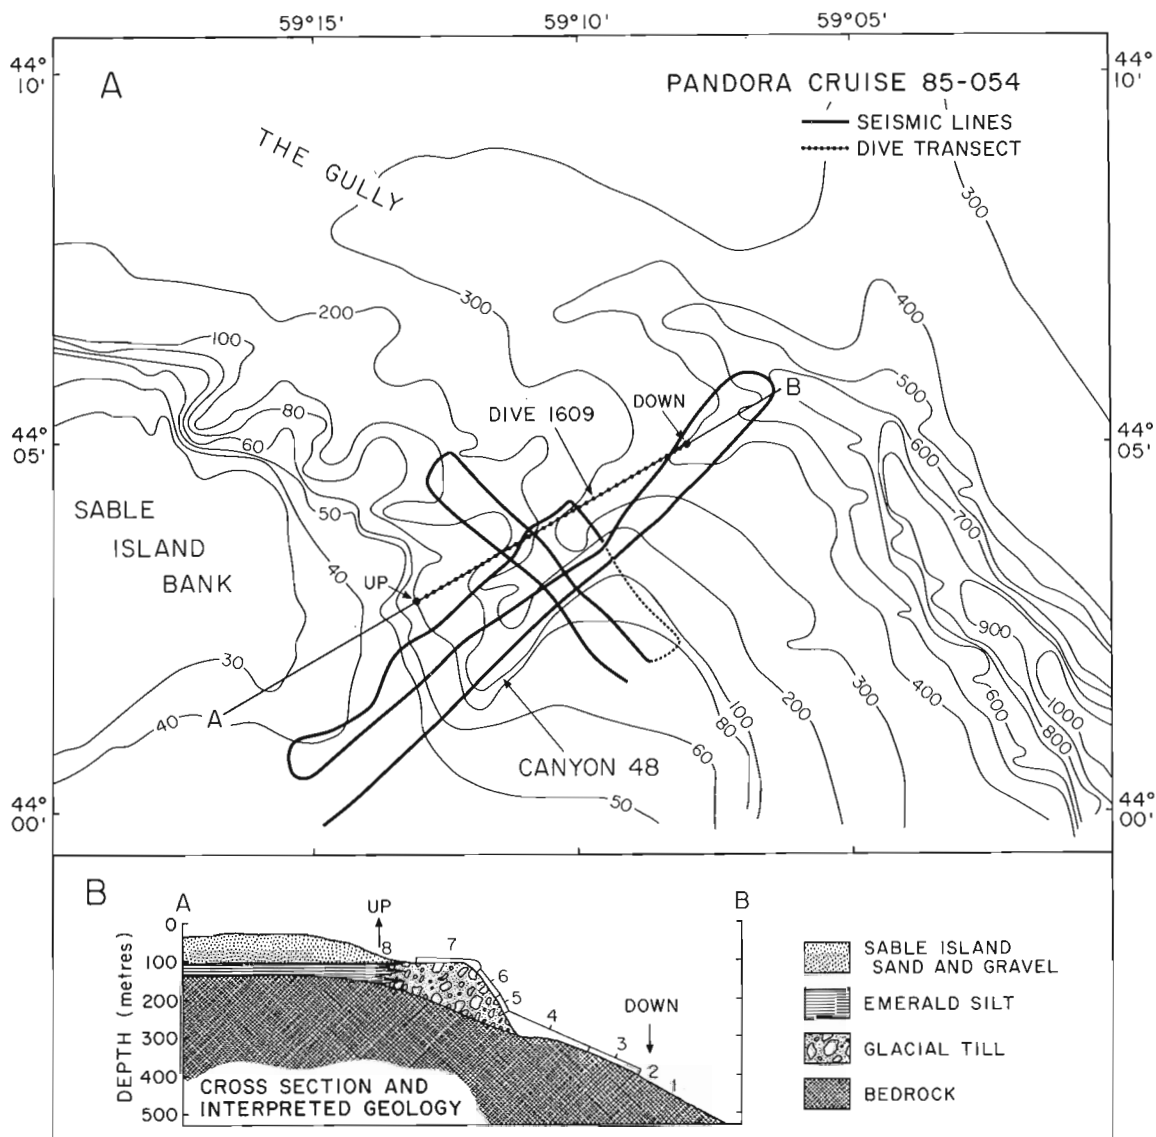 59°15'
59°10'
59°05'
44°
10'
44°
10'
A
PANDORA CRUISE 85-054
SEISMIC LINES
DIVE TRANSECT
THE GULLY
300
200
300
400
100
500
B
DOWN
DIVE 1609
80
60
44°
05'
44°
05'
600
SABLE
ISLAND
BANK
50
700
40
UP
900
30
1000
A
40
100
80
200
300
400
600
800
60
CANYON 48
50
44°
00'
44°
00'
B
A
UP
B
DEPTH (metres)
0
100
200
300
400
500
8
7
6
5
4
3
2
1
DOWN
CROSS SECTION AND
INTERPRETED GEOLOGY
SABLE ISLAND
SAND AND GRAVEL
EMERALD SILT
GLACIAL TILL
BEDROCK